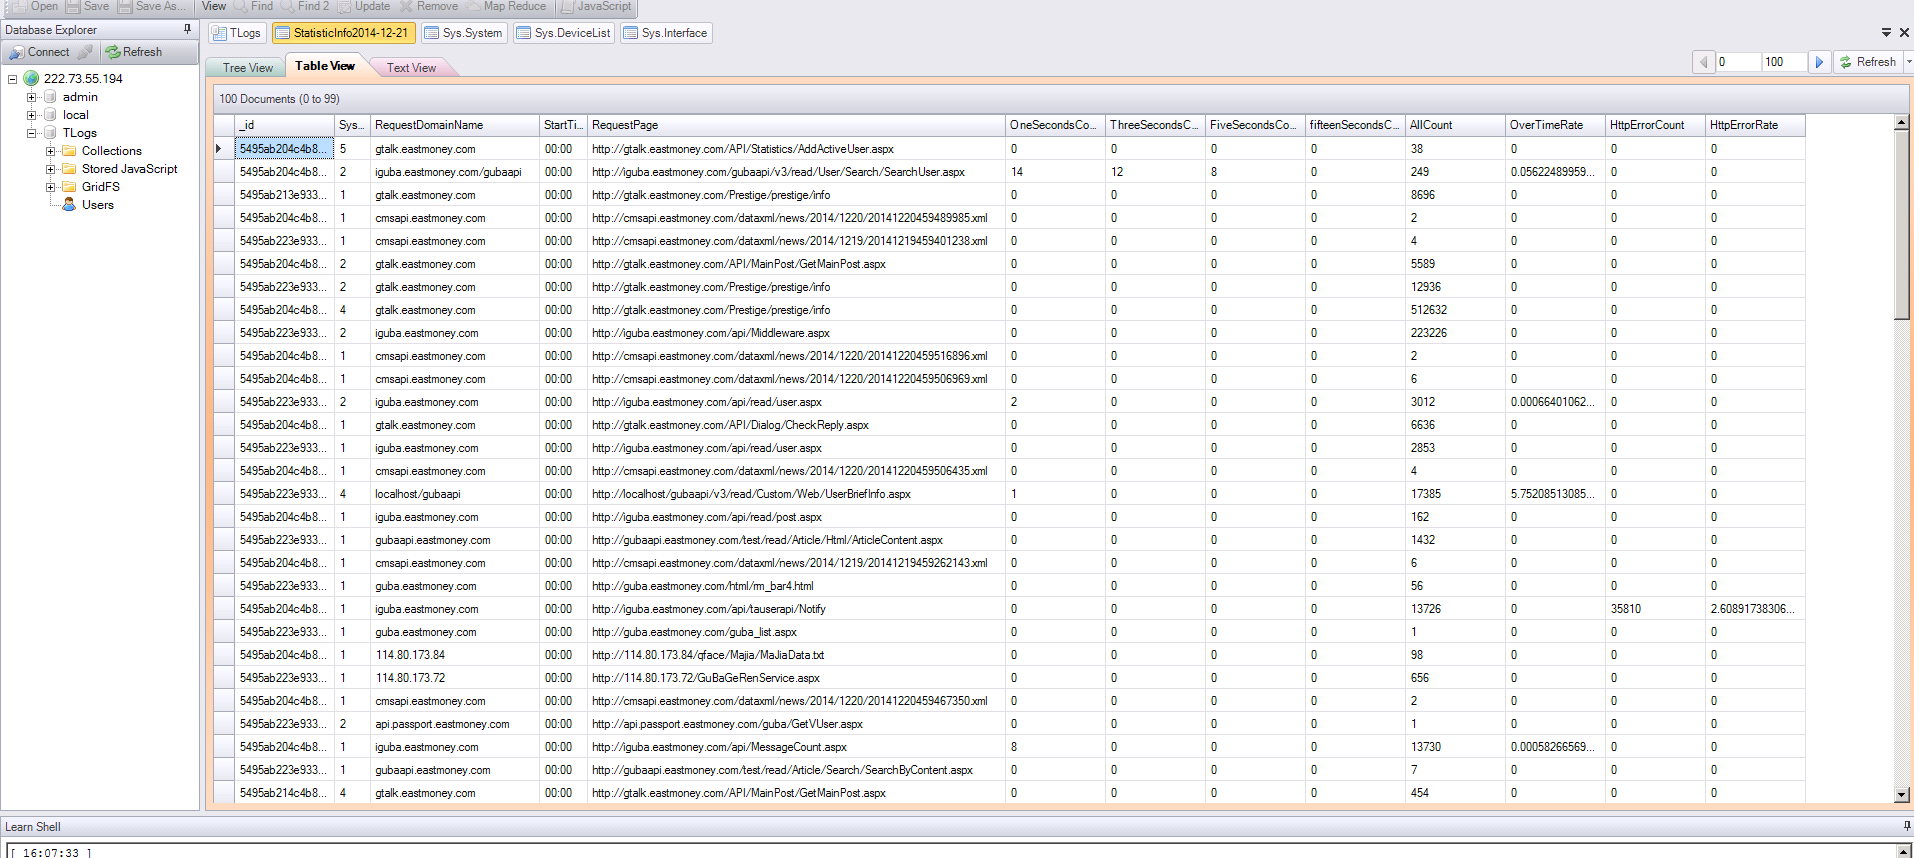 Open Save Save As... View Find Find 2 Update Remove Copy Map Reduce JavaScript
Database Explorer
Connect Refresh
222.73.55.194
admin
local
TLogs
Collections
Stored JavaScript
GridFS
Users
TLogs StatisticInfo2014-12-21 Sys.System Sys.DeviceList Sys.Interface
Tree View Table View Text View
0 100 Refresh
100 Documents (0 to 99)
_id Sys... RequestDomainName StartTi... RequestPage OneSecondsCo... ThreeSecondsC... FiveSecondsCo... fifteenSecondsC... AllCount OverTimeRate HttpErrorCount HttpErrorRate
5495ab204c4b8... 5 gtalk.eastmoney.com 00:00 http://gtalk.eastmoney.com/API/Statistics/AddActiveUser.aspx 0 0 0 0 38 0 0 0
5495ab204c4b8... 2 iguba.eastmoney.com/gubaapi 00:00 http://iguba.eastmoney.com/gubaapi/v3/read/User/Search/SearchUser.aspx 14 12 8 0 249 0.05622489959... 0 0
5495ab213e933... 1 gtalk.eastmoney.com 00:00 http://gtalk.eastmoney.com/Prestige/prestige/info 0 0 0 0 8696 0 0 0
5495ab204c4b8... 1 cmsapi.eastmoney.com 00:00 http://cmsapi.eastmoney.com/dataxml/news/2014/1220/20141220459489985.xml 0 0 0 0 2 0 0 0
5495ab223e933... 1 cmsapi.eastmoney.com 00:00 http://cmsapi.eastmoney.com/dataxml/news/2014/1219/20141219459401238.xml 0 0 0 0 4 0 0 0
5495ab204c4b8... 2 gtalk.eastmoney.com 00:00 http://gtalk.eastmoney.com/API/MainPost/GetMainPost.aspx 0 0 0 0 5589 0 0 0
5495ab223e933... 2 gtalk.eastmoney.com 00:00 http://gtalk.eastmoney.com/Prestige/prestige/info 0 0 0 0 12936 0 0 0
5495ab204c4b8... 4 gtalk.eastmoney.com 00:00 http://gtalk.eastmoney.com/Prestige/prestige/info 0 0 0 0 512632 0 0 0
5495ab223e933... 2 iguba.eastmoney.com 00:00 http://iguba.eastmoney.com/api/Middleware.aspx 0 0 0 0 223226 0 0 0
5495ab204c4b8... 1 cmsapi.eastmoney.com 00:00 http://cmsapi.eastmoney.com/dataxml/news/2014/1220/20141220459516896.xml 0 0 0 0 2 0 0 0
5495ab204c4b8... 1 cmsapi.eastmoney.com 00:00 http://cmsapi.eastmoney.com/dataxml/news/2014/1220/20141220459506969.xml 0 0 0 0 6 0 0 0
5495ab223e933... 2 iguba.eastmoney.com 00:00 http://iguba.eastmoney.com/api/read/user.aspx 2 0 0 0 3012 0.00066401062... 0 0
5495ab204c4b8... 1 gtalk.eastmoney.com 00:00 http://gtalk.eastmoney.com/API/Dialog/CheckReply.aspx 0 0 0 0 6636 0 0 0
5495ab223e933... 1 iguba.eastmoney.com 00:00 http://iguba.eastmoney.com/api/read/user.aspx 0 0 0 0 2853 0 0 0
5495ab223e933... 1 cmsapi.eastmoney.com 00:00 http://cmsapi.eastmoney.com/dataxml/news/2014/1220/20141220459506435.xml 0 0 0 0 4 0 0 0
5495ab223e933... 4 localhost/gubaapi 00:00 http://localhost/gubaapi/v3/read/Custom/Web/UserBriefInfo.aspx 1 0 0 0 17385 5.75208513085... 0 0
5495ab204c4b8... 1 iguba.eastmoney.com 00:00 http://iguba.eastmoney.com/api/read/post.aspx 0 0 0 0 162 0 0 0
5495ab223e933... 1 gubaapi.eastmoney.com 00:00 http://gubaapi.eastmoney.com/test/read/Article/Html/ArticleContent.aspx 0 0 0 0 1432 0 0 0
5495ab204c4b8... 1 cmsapi.eastmoney.com 00:00 http://cmsapi.eastmoney.com/dataxml/news/2014/1219/20141219459262143.xml 0 0 0 0 6 0 0 0
5495ab223e933... 1 guba.eastmoney.com 00:00 http://guba.eastmoney.com/html/rm_bar4.html 0 0 0 0 56 0 0 0
5495ab204c4b8... 1 iguba.eastmoney.com 00:00 http://iguba.eastmoney.com/api/tauserapi/Notify 0 0 0 0 13726 0 35810 2.60891738306...
5495ab223e933... 1 guba.eastmoney.com 00:00 http://guba.eastmoney.com/guba_list.aspx 0 0 0 0 1 0 0 0
5495ab204c4b8... 1 114.80.173.84 00:00 http://114.80.173.84/qface/Majia/MaJiaData.txt 0 0 0 0 98 0 0 0
5495ab223e933... 1 114.80.173.72 00:00 http://114.80.173.72/GuBaGeRenService.aspx 0 0 0 0 656 0 0 0
5495ab204c4b8... 1 cmsapi.eastmoney.com 00:00 http://cmsapi.eastmoney.com/dataxml/news/2014/1220/20141220459467350.xml 0 0 0 0 2 0 0 0
5495ab223e933... 2 api.passport.eastmoney.com 00:00 http://api.passport.eastmoney.com/guba/GetVUser.aspx 0 0 0 0 1 0 0 0
5495ab204c4b8... 1 iguba.eastmoney.com 00:00 http://iguba.eastmoney.com/api/MessageCount.aspx 8 0 0 0 13730 0.00058266569... 0 0
5495ab223e933... 1 gubaapi.eastmoney.com 00:00 http://gubaapi.eastmoney.com/test/read/Article/Search/SearchByContent.aspx 0 0 0 0 7 0 0 0
5495ab214c4b8... 4 gtalk.eastmoney.com 00:00 http://gtalk.eastmoney.com/API/MainPost/GetMainPost.aspx 0 0 0 0 454 0 0 0
Learn Shell
[ 16:07:33 ]